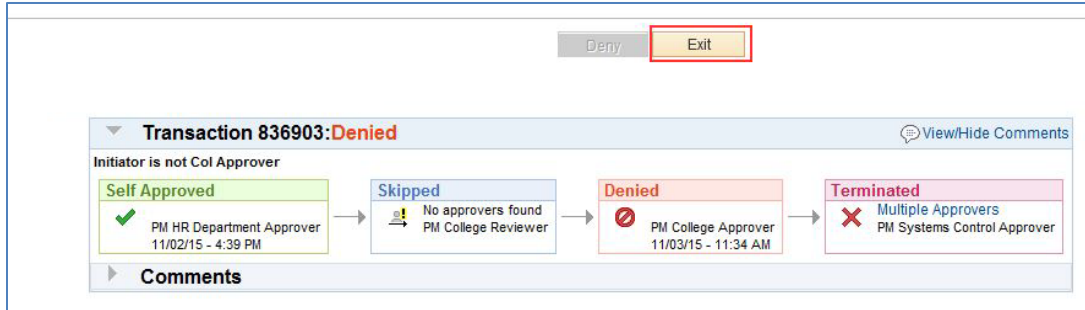 Deny
Exit
Transaction 836903:Denied
View/Hide Comments
Initiator is not Col Approver
Self Approved
PM HR Department Approver
11/02/15 - 4:39 PM
Skipped
No approvers found
PM College Reviewer
Denied
PM College Approver
11/03/15 - 11:34 AM
Terminated
Multiple Approvers
PM Systems Control Approver
Comments